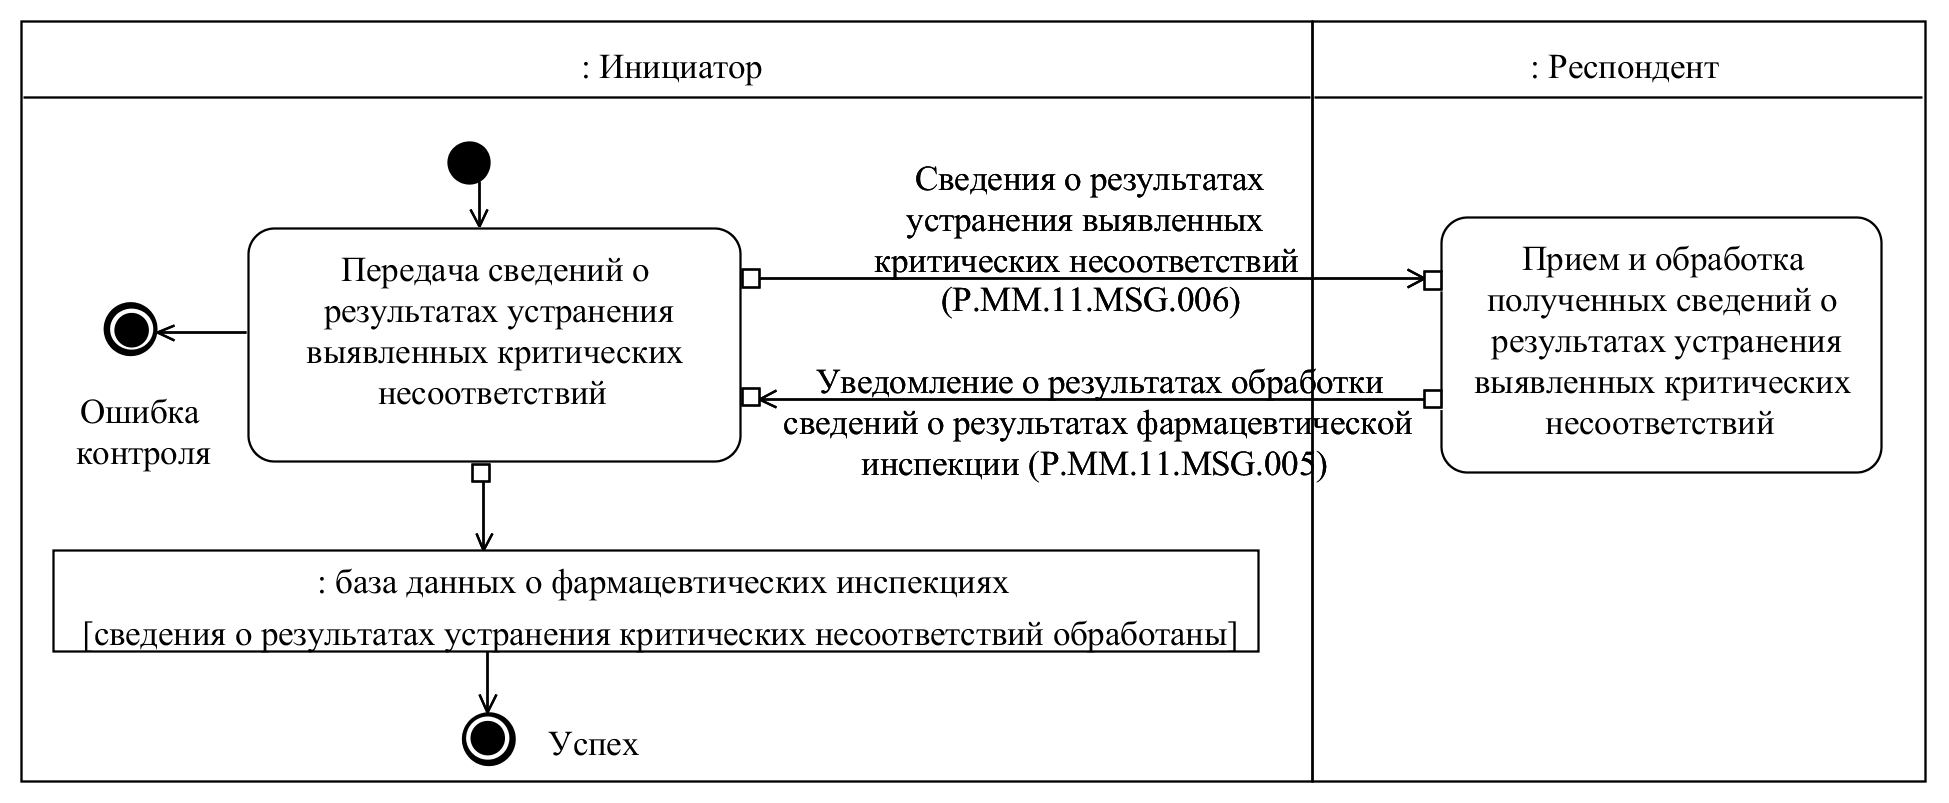 : Инициатор
: Респондент
Передача сведений о
результатах устранения
выявленных критических
несоответствий
Сведения о результатах
устранения выявленных
критических несоответствий
(P.MM.11.MSG.006)
Прием и обработка
полученных сведений о
результатах устранения
выявленных критических
несоответствий
Уведомление о результатах обработки
сведений о результатах фармацевтической
инспекции (P.MM.11.MSG.005)
Ошибка
контроля
: база данных о фармацевтических инспекциях
[сведения о результатах устранения критических несоответствий обработаны]
Успех